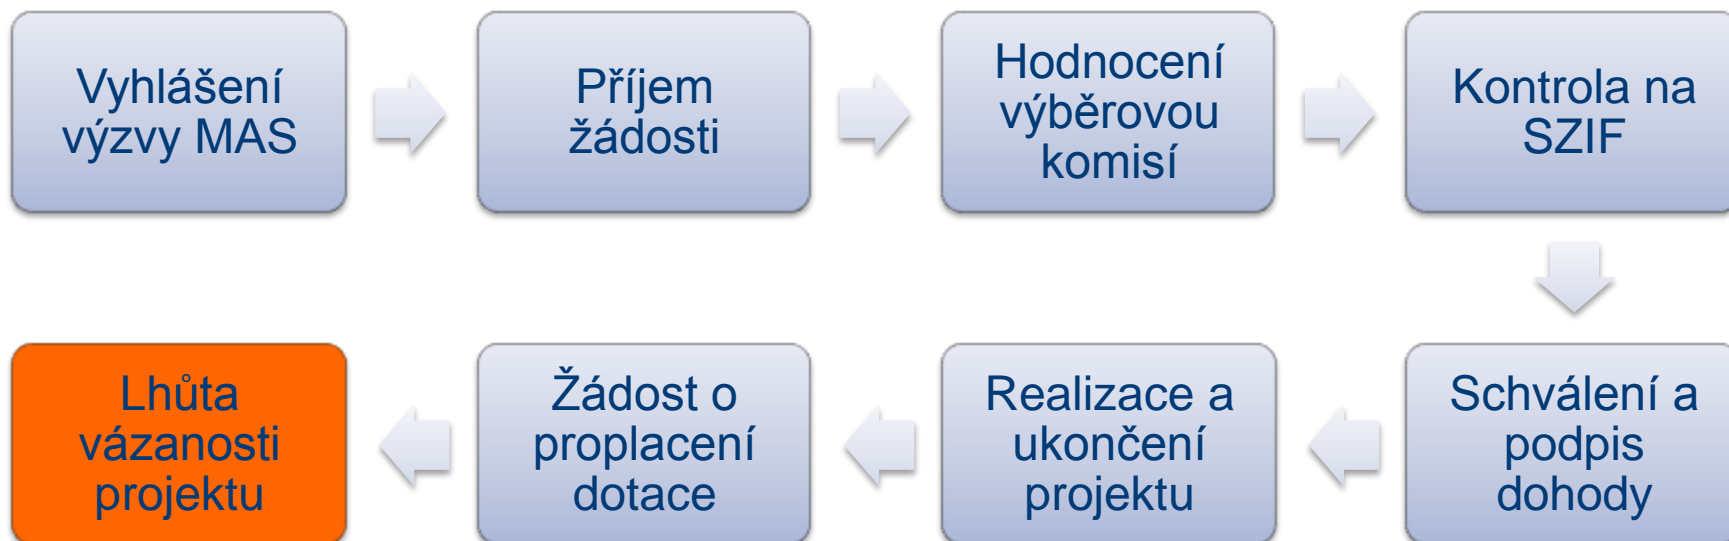 Vyhlášení
výzvy MAS
Příjem
žádosti
Hodnocení
výběrovou
komisí
Kontrola na
SZIF
Schválení a
podpis
dohody
Realizace a
ukončení
projektu
Žádost o
proplacení
dotace
Lhůta
vázanosti
projektu